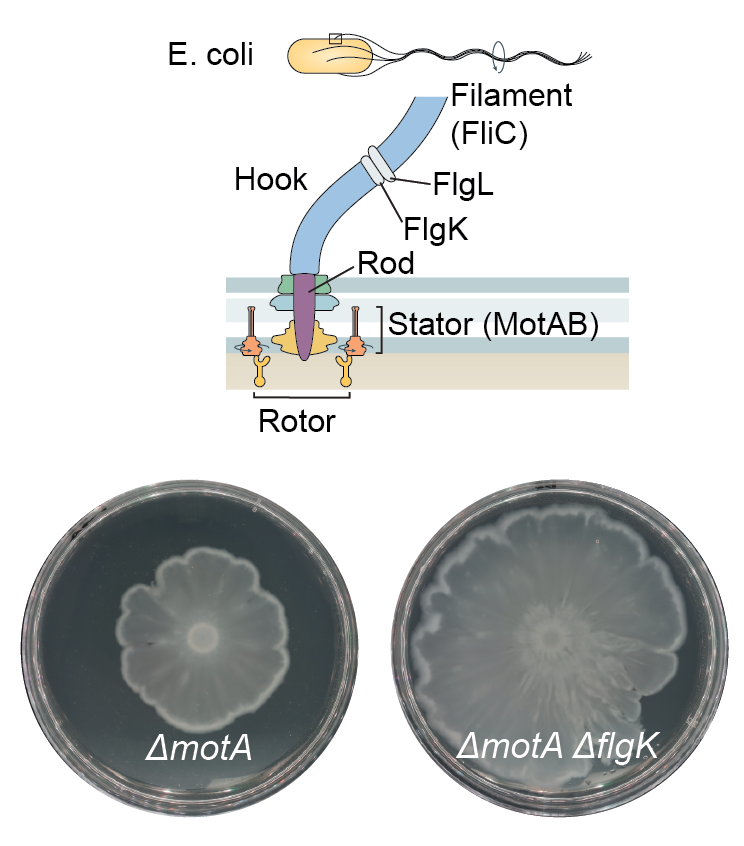 E. coli
Filament
(FliC)
Hook
FlgL
FlgK
Rod
Stator (MotAB)
Rotor
ΔmotA
ΔmotA ΔflgK